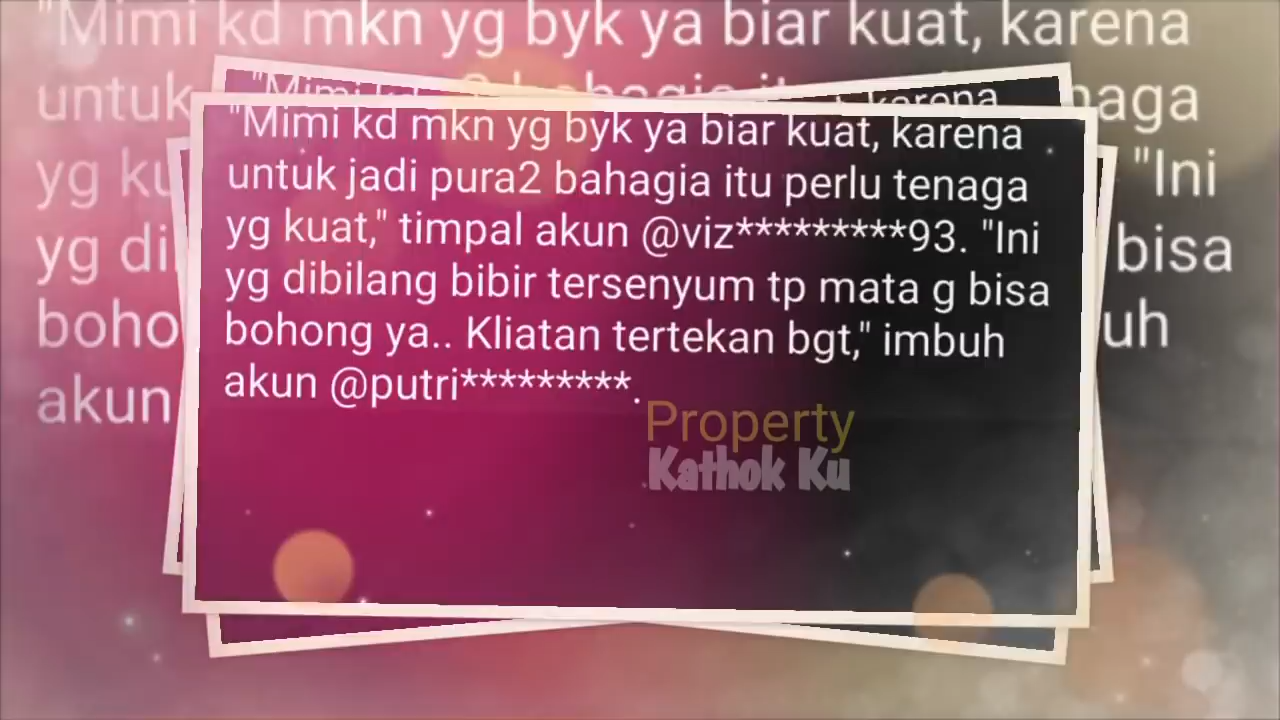 "Mimi kd mkn yg byk ya biar kuat, karena
untuk jadi pura2 bahagia itu perlu tenaga
yg kuat," timpal akun @viz*********93. "Ini
yg dibilang bibir tersenyum tp mata g bisa
bohong ya.. Kliatan tertekan bgt," imbuh
akun @putri*********.
Property
Kathok Ku